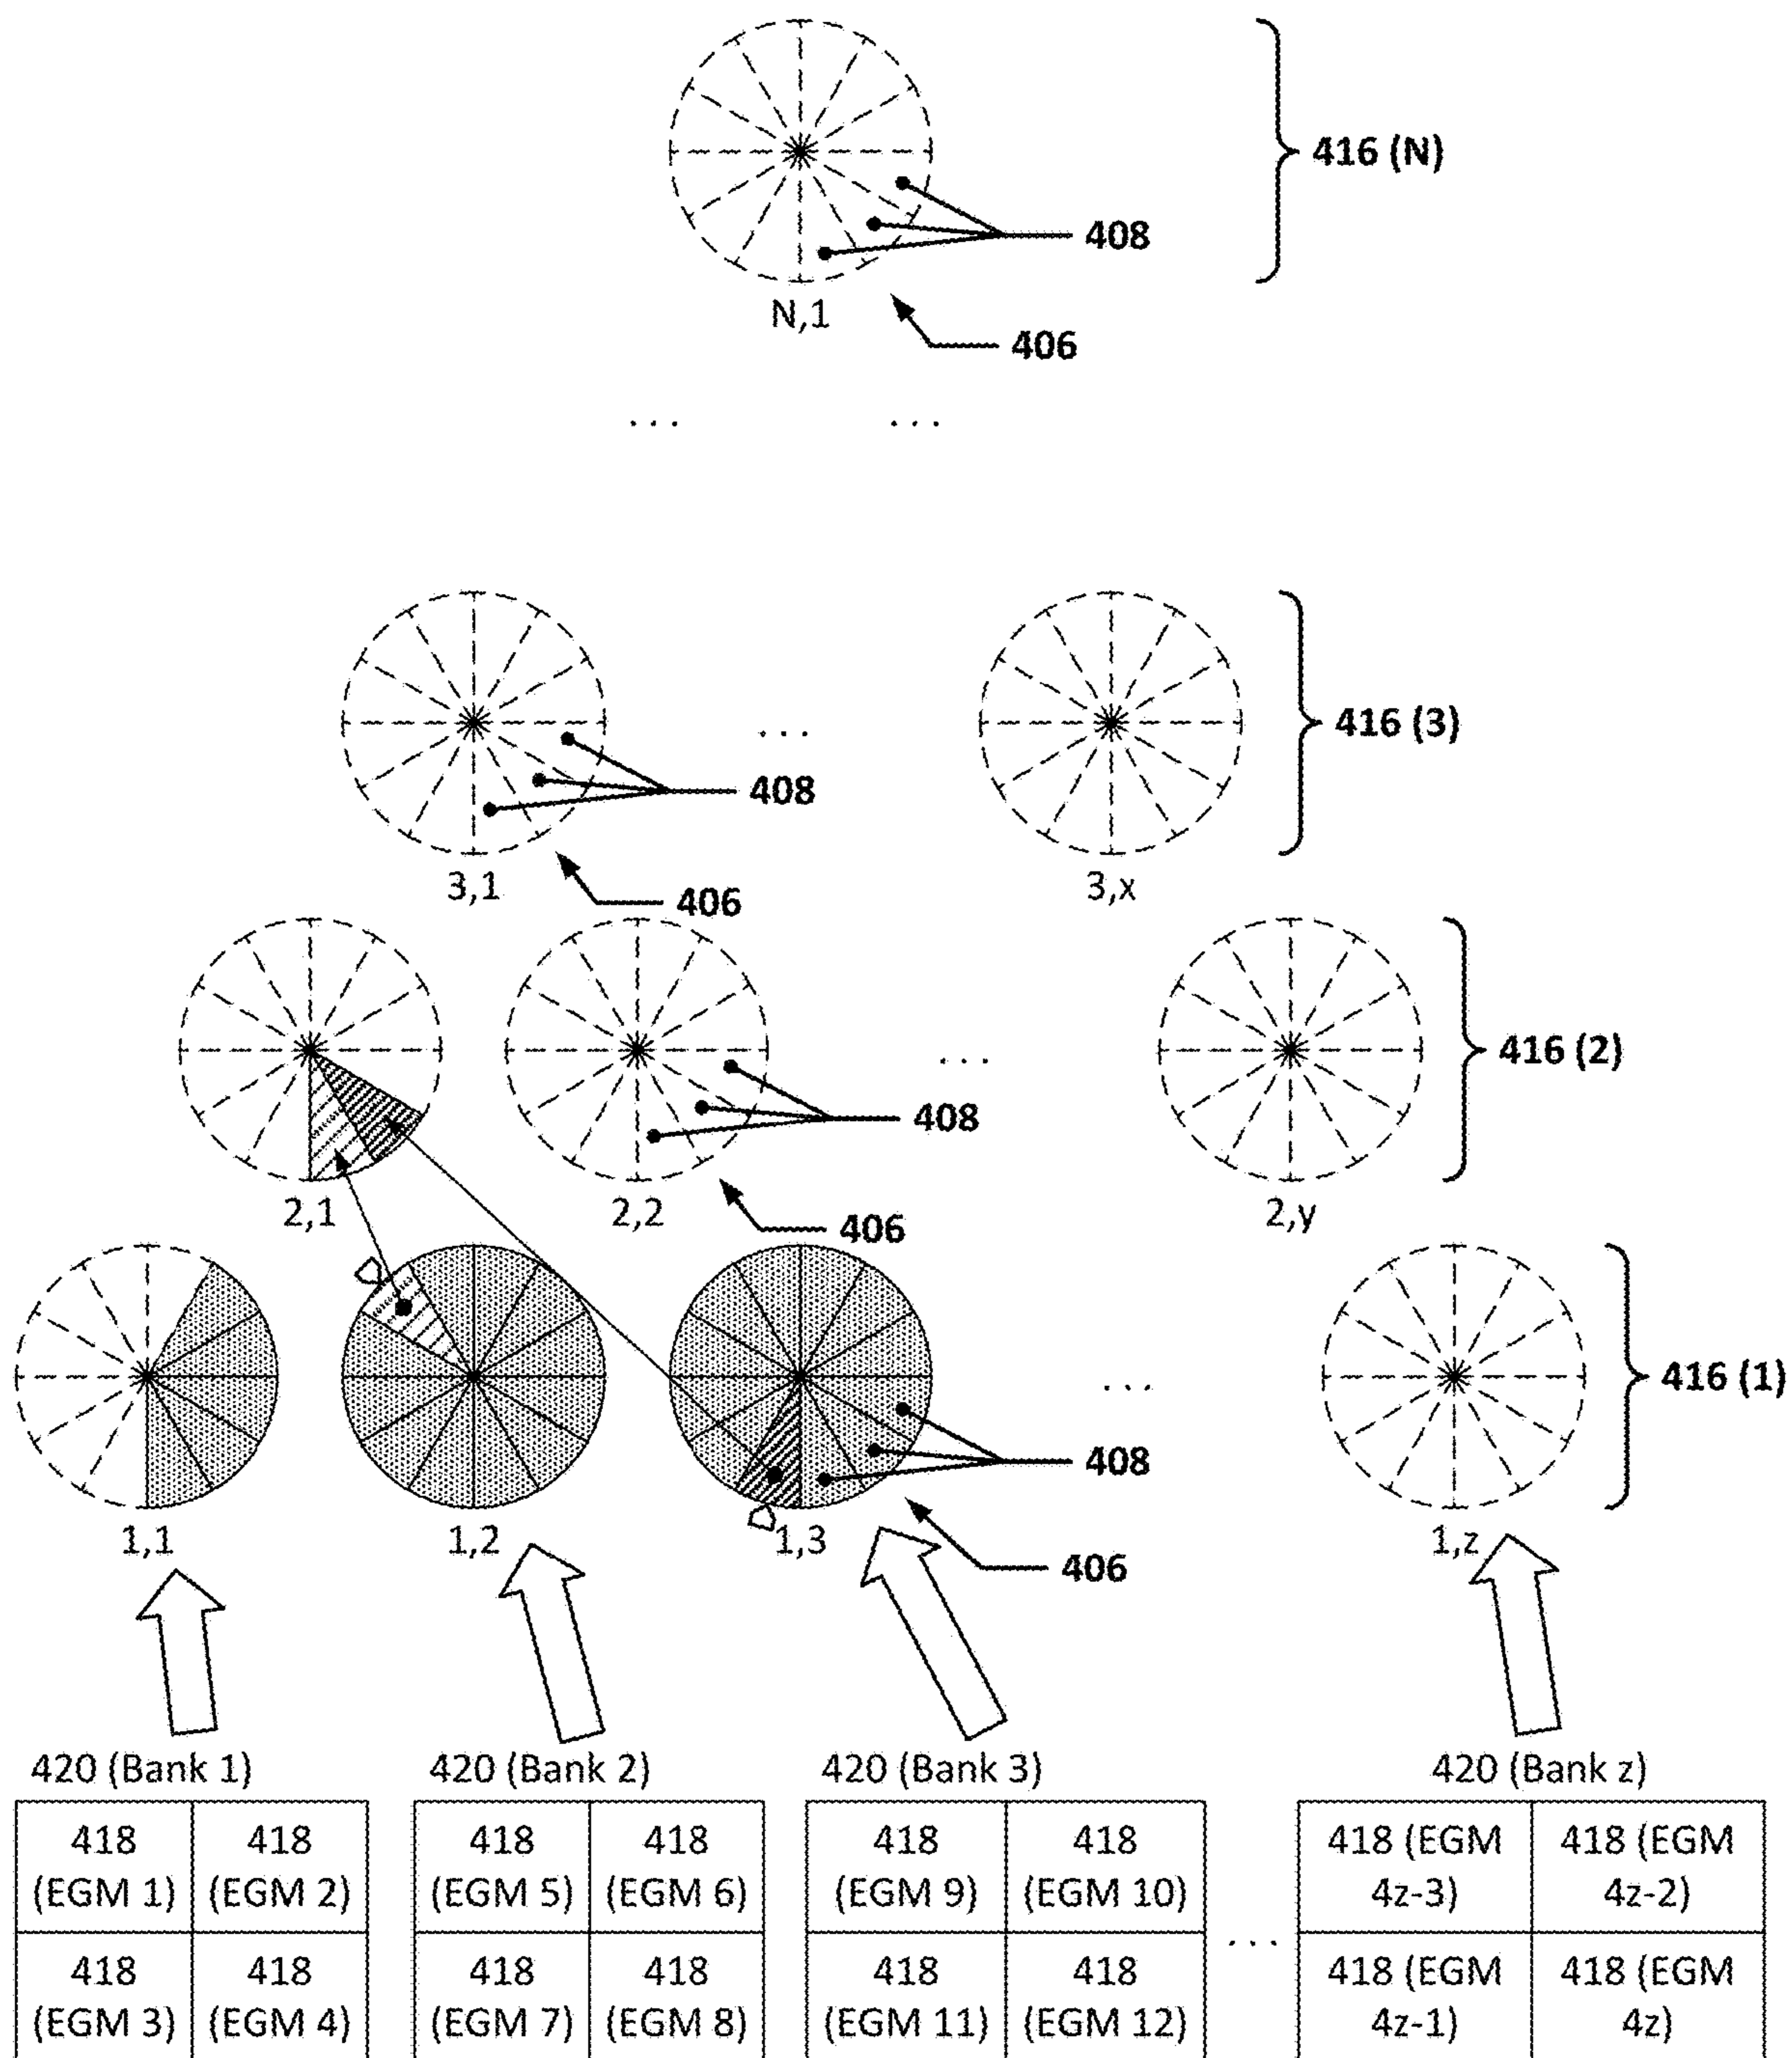 416 (N)
408
N,1
406
... ...
...
416 (3)
408
3,1
3,x
406
...
416 (2)
408
2,1
2,2
2,y
406
...
416 (1)
408
1,1
1,2
1,3
1,z
406
420 (Bank 1)
420 (Bank 2)
420 (Bank 3)
420 (Bank z)
418 (EGM 1)
418 (EGM 2)
418 (EGM 5)
418 (EGM 6)
418 (EGM 9)
418 (EGM 10)
418 (EGM 4z-3)
418 (EGM 4z-2)
...
418 (EGM 3)
418 (EGM 4)
418 (EGM 7)
418 (EGM 8)
418 (EGM 11)
418 (EGM 12)
418 (EGM 4z-1)
418 (EGM 4z)